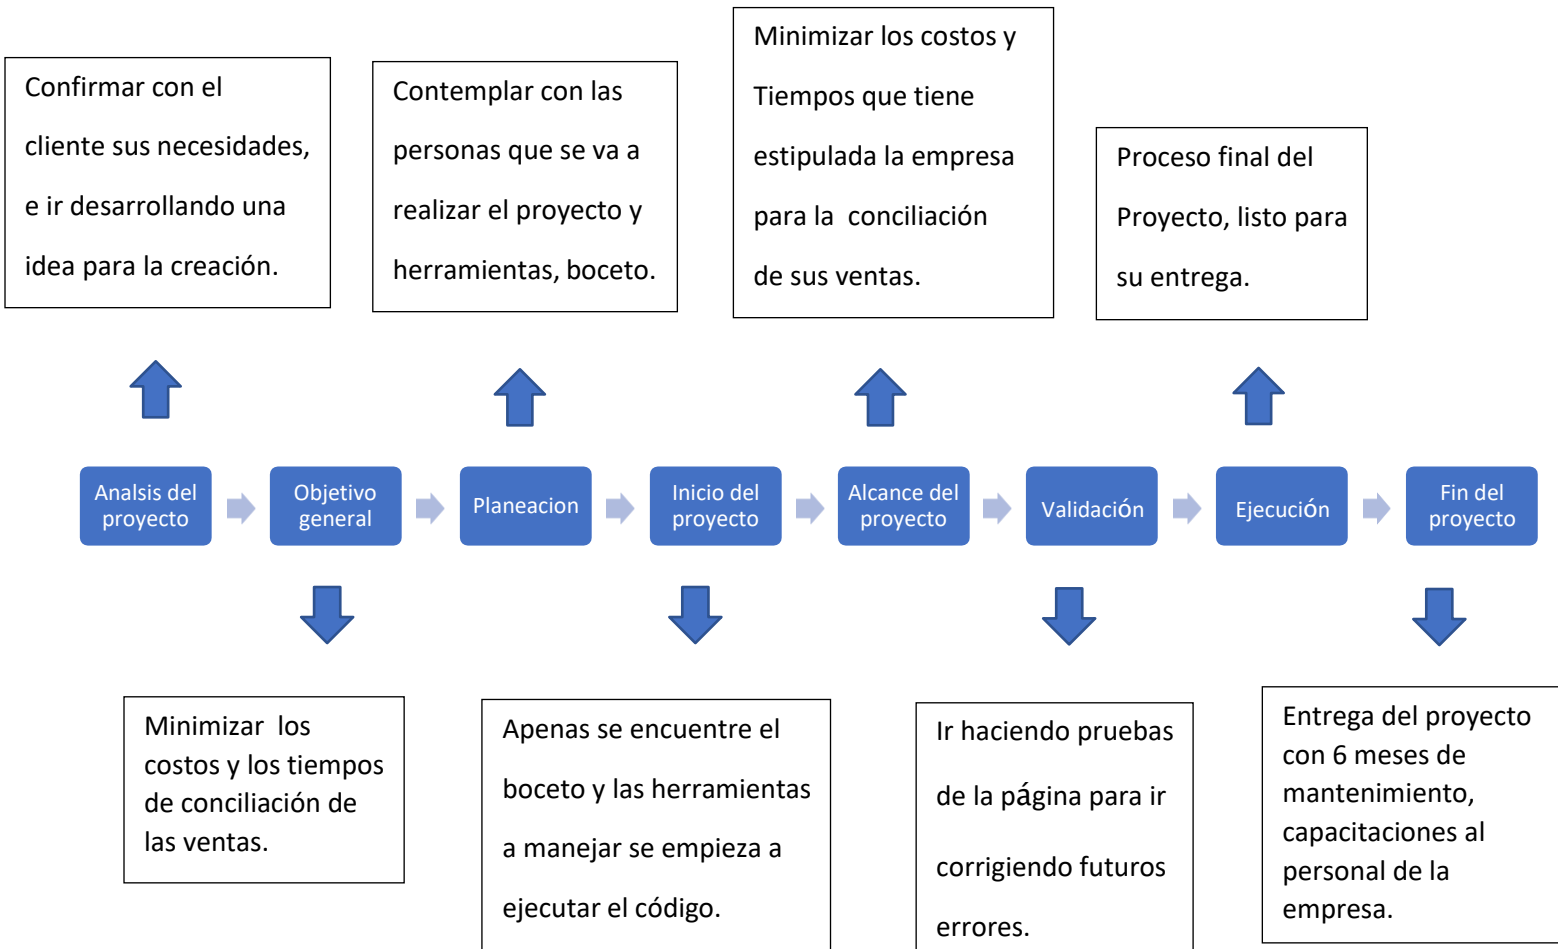 Confirmar con el
cliente sus necesidades,
e ir desarrollando una
idea para la creación.
Contemplar con las
personas que se va a
realizar el proyecto y
herramientas, boceto.
Minimizar los costos y
Tiempos que tiene
estipulada la empresa
para la  conciliación
de sus ventas.
Proceso final del
Proyecto, listo para
su entrega.
Analsis del
proyecto
Objetivo
general
Planeacion
Inicio del
proyecto
Alcance del
proyecto
Validación
Ejecución
Fin del
proyecto
Minimizar  los
costos y los tiempos
de conciliación de
las ventas.
Apenas se encuentre el
boceto y las herramientas
a manejar se empieza a
ejecutar el código.
Ir haciendo pruebas
de la página para ir
corrigiendo futuros
errores.
Entrega del proyecto
con 6 meses de
mantenimiento,
capacitaciones al
personal de la
empresa.